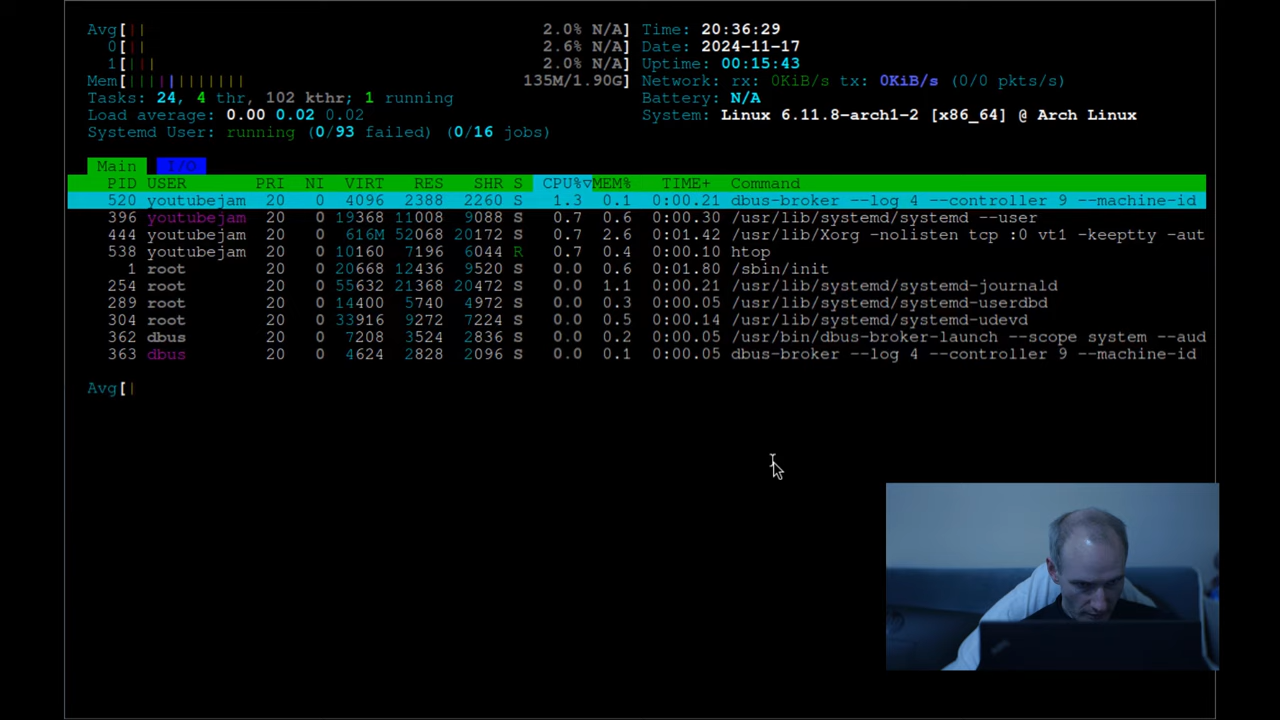 Avg[|| 2.0% N/A] Time: 20:36:29
0[|| 2.6% N/A] Date: 2024-11-17
1[||| 2.0% N/A] Uptime: 00:15:43
Mem[|||||||||||||| 135M/1.90G] Network: rx: 0KiB/s tx: 0KiB/s (0/0 pkts/s)
Tasks: 24, 4 thr, 102 kthr; 1 running Battery: N/A
Load average: 0.00 0.02 0.02 System: Linux 6.11.8-arch1-2 [x86_64] @ Arch Linux
Systemd User: running (0/93 failed) (0/16 jobs)
Main I/O
PID USER PRI NI VIRT RES SHR S CPU%▽MEM% TIME+ Command
520 youtubejam 20 0 4096 2388 2260 S 1.3 0.1 0:00.21 dbus-broker --log 4 --controller 9 --machine-id
396 youtubejam 20 0 19368 11008 9088 S 0.7 0.6 0:00.30 /usr/lib/systemd/systemd --user
444 youtubejam 20 0 616M 52068 20172 S 0.7 2.6 0:01.42 /usr/lib/Xorg -nolisten tcp :0 vt1 -keeptty -aut
538 youtubejam 20 0 10160 7196 6044 R 0.7 0.4 0:00.10 htop
1 root 20 0 20668 12436 9520 S 0.0 0.6 0:01.80 /sbin/init
254 root 20 0 55632 21368 20472 S 0.0 1.1 0:00.21 /usr/lib/systemd/systemd-journald
289 root 20 0 14400 5740 4972 S 0.0 0.3 0:00.05 /usr/lib/systemd/systemd-userdbd
304 root 20 0 33916 9272 7224 S 0.0 0.5 0:00.14 /usr/lib/systemd/systemd-udevd
362 dbus 20 0 7208 3524 2836 S 0.0 0.2 0:00.05 /usr/bin/dbus-broker-launch --scope system --aud
363 dbus 20 0 4624 2828 2096 S 0.0 0.1 0:00.05 dbus-broker --log 4 --controller 9 --machine-id
Avg[|